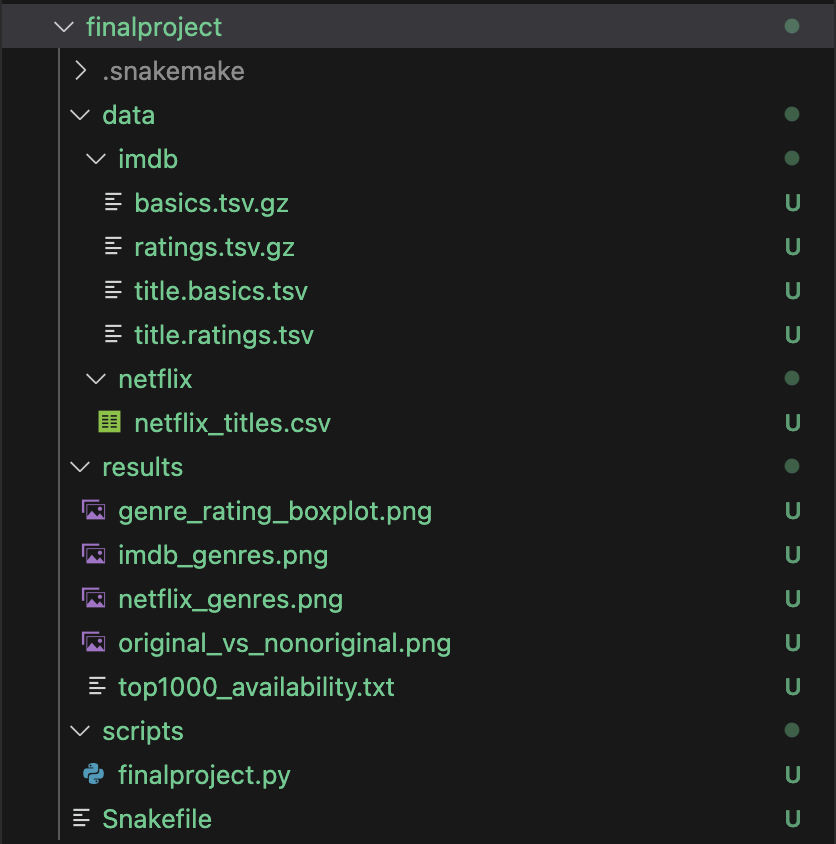 finalproject
.snakemake
data
imdb
basics.tsv.gz U
ratings.tsv.gz U
title.basics.tsv U
title.ratings.tsv U
netflix
netflix_titles.csv U
results
genre_rating_boxplot.png U
imdb_genres.png U
netflix_genres.png U
original_vs_nonoriginal.png U
top1000_availability.txt U
scripts
finalproject.py U
Snakefile U